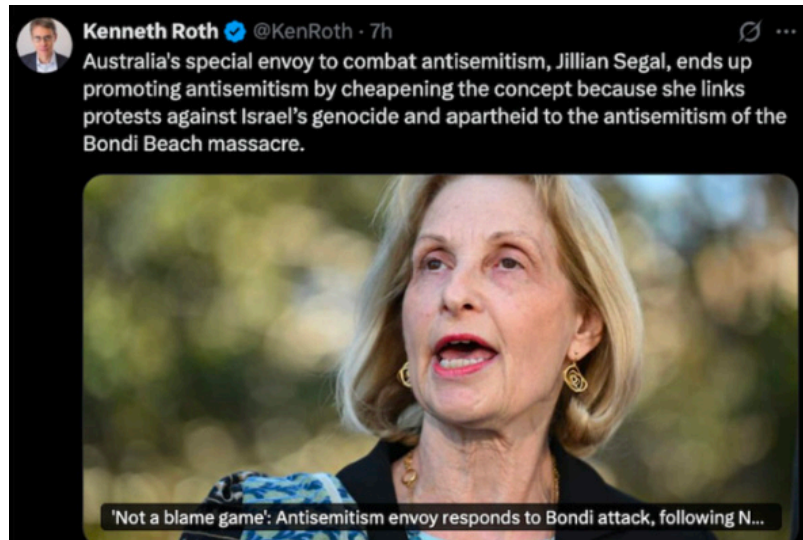 Kenneth Roth @KenRoth · 7h
Australia's special envoy to combat antisemitism, Jillian Segal, ends up
promoting antisemitism by cheapening the concept because she links
protests against Israel's genocide and apartheid to the antisemitism of the
Bondi Beach massacre.
'Not a blame game': Antisemitism envoy responds to Bondi attack, following N...